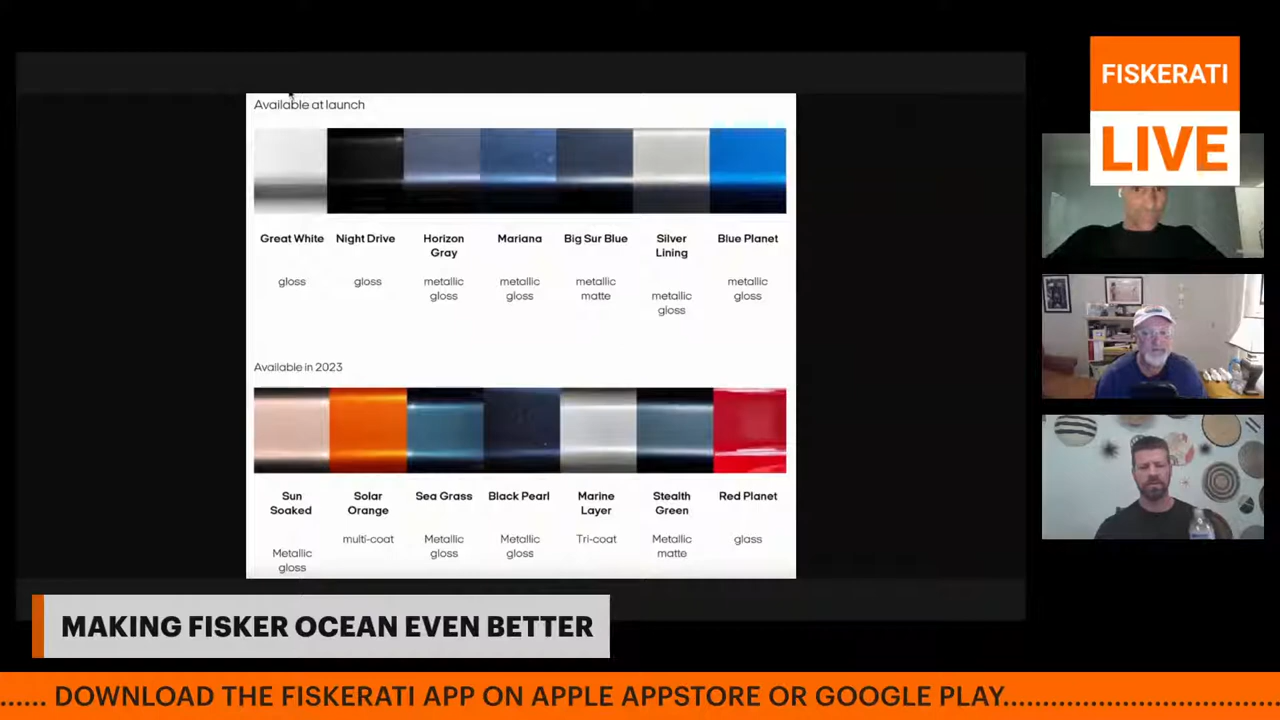 FISKERATI
LIVE
Available at launch
Great White Night Drive Horizon Gray Mariana Big Sur Blue Silver Lining Blue Planet
gloss gloss metallic gloss metallic gloss metallic matte metallic gloss metallic gloss
Available in 2023
Sun Soaked Solar Orange Sea Grass Black Pearl Marine Layer Stealth Green Red Planet
Metallic gloss multi-coat Metallic gloss Metallic gloss Tri-coat Metallic matte glass
MAKING FISKER OCEAN EVEN BETTER
...... DOWNLOAD THE FISKERATI APP ON APPLE APPSTORE OR GOOGLE PLAY...............................